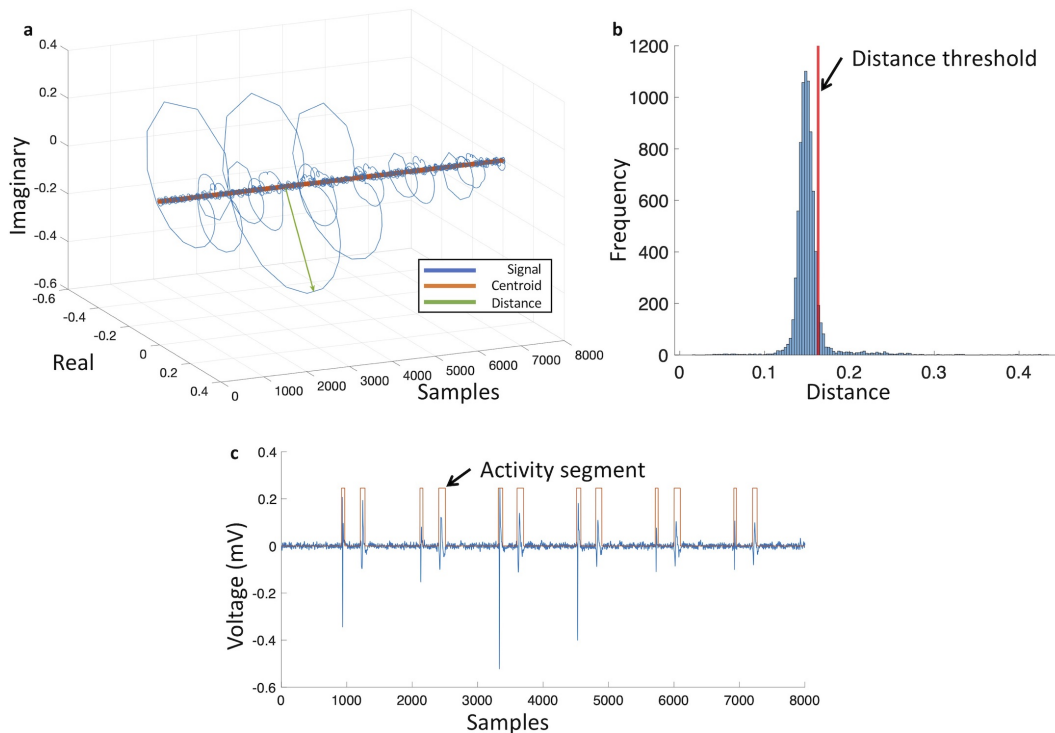 a
0.4
0.2
0
-0.2
-0.4
-0.6
Imaginary
-0.6
-0.4
-0.2
0
0.2
0.4
Real
0
1000
2000
3000
4000
5000
6000
7000
8000
Samples
Signal
Centroid
Distance
b
1200
1000
800
600
400
200
0
Frequency
Distance threshold
0 0.1 0.2 0.3 0.4
Distance
c
0.4
0.2
0
-0.2
-0.4
-0.6
Voltage (mV)
Activity segment
0 1000 2000 3000 4000 5000 6000 7000 8000
Samples